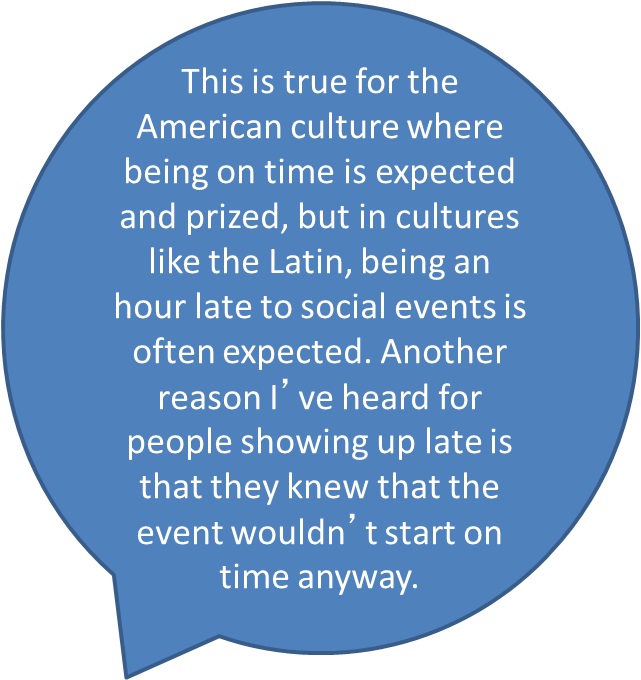 This is true for the
American culture where
being on time is expected
and prized, but in cultures
like the Latin, being an
hour late to social events is
often expected. Another
reason I’ve heard for
people showing up late is
that they knew that the
event wouldn’t start on
time anyway.